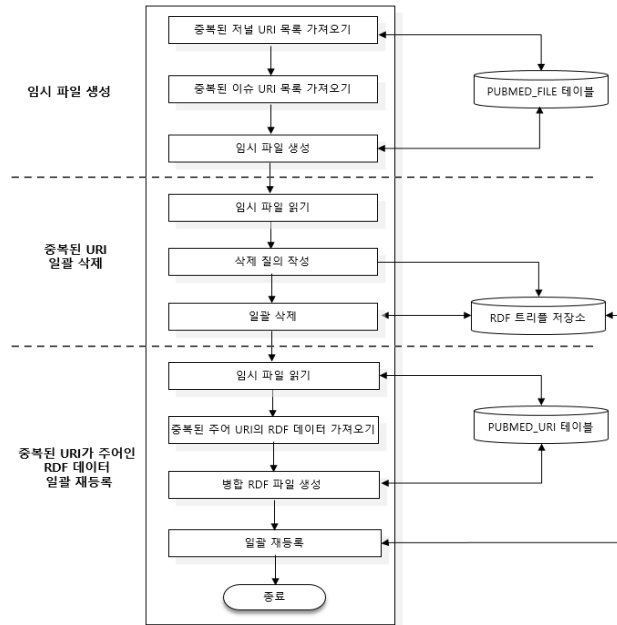 중복된 저널 URI 목록 가져오기
중복된 이슈 URI 목록 가져오기
임시 파일 생성
PUBMED_FILE 테이블
임시 파일 생성
임시 파일 읽기
중복된 URI
일괄 삭제
삭제 질의 작성
일괄 삭제
RDF 트리플 저장소
임시 파일 읽기
중복된 주어 URI의 RDF 데이터 가져오기
PUBMED_URI 테이블
중복된 URI가 주어인
RDF 데이터
일괄 재등록
병합 RDF 파일 생성
일괄 재등록
종료